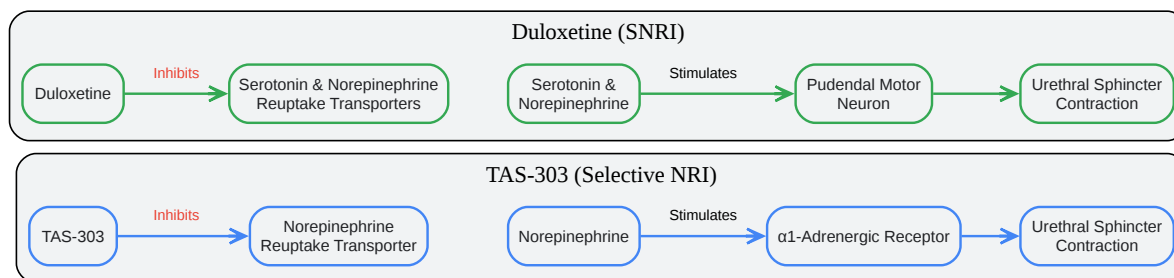 Duloxetine (SNRI)
Duloxetine
Inhibits
Serotonin & Norepinephrine
Reuptake Transporters
Serotonin &
Norepinephrine
Stimulates
Pudendal Motor
Neuron
Urethral Sphincter
Contraction
TAS-303 (Selective NRI)
TAS-303
Inhibits
Norepinephrine
Reuptake Transporter
Norepinephrine
Stimulates
α1-Adrenergic Receptor
Urethral Sphincter
Contraction